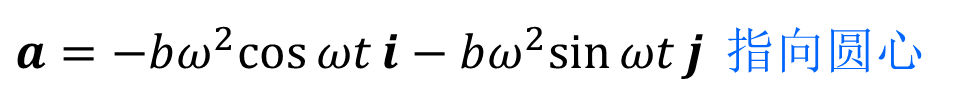 a = −bω²cos ωt i − bω²sin ωt j 指向圆心